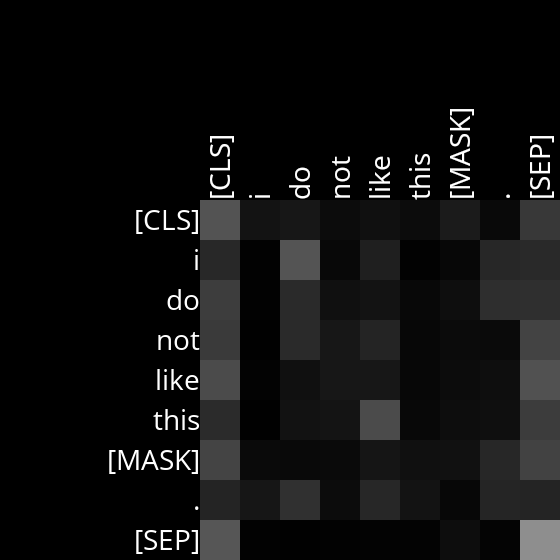 [CLS] i do not like this [MASK] . [SEP]
[CLS]
i
do
not
like
this
[MASK]
.
[SEP]